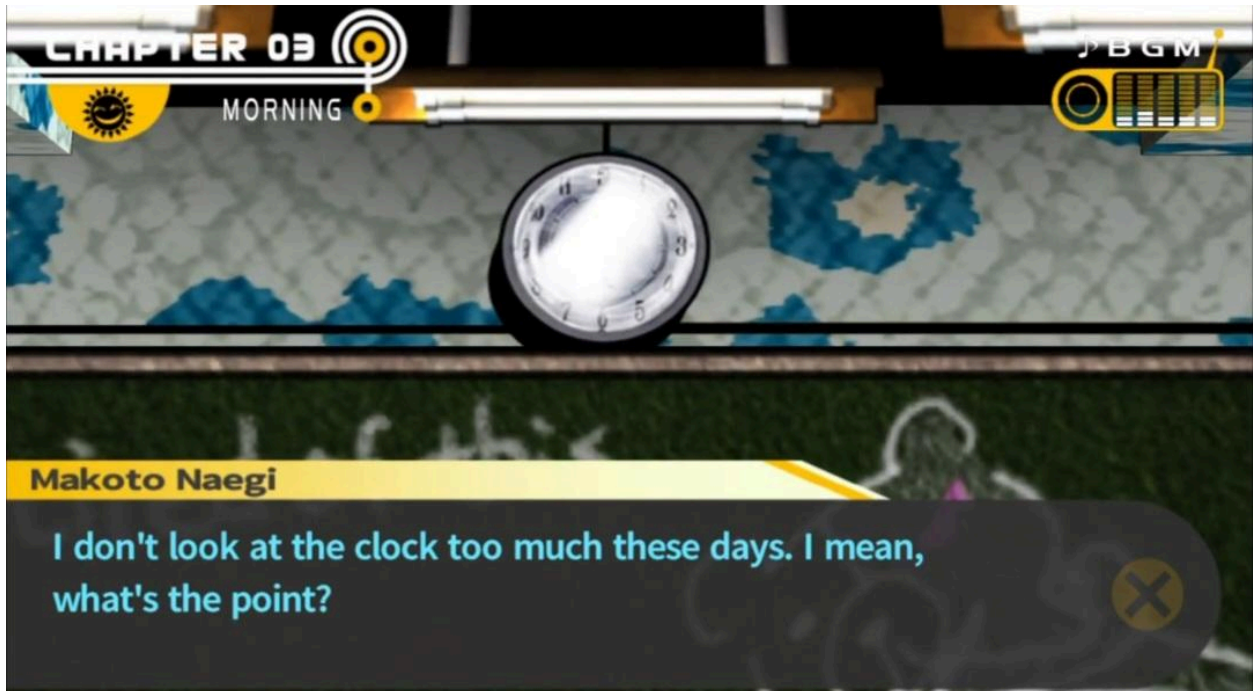 CHAPTER 03
BGM
MORNING
Makoto Naegi
I don't look at the clock too much these days. I mean,
what's the point?